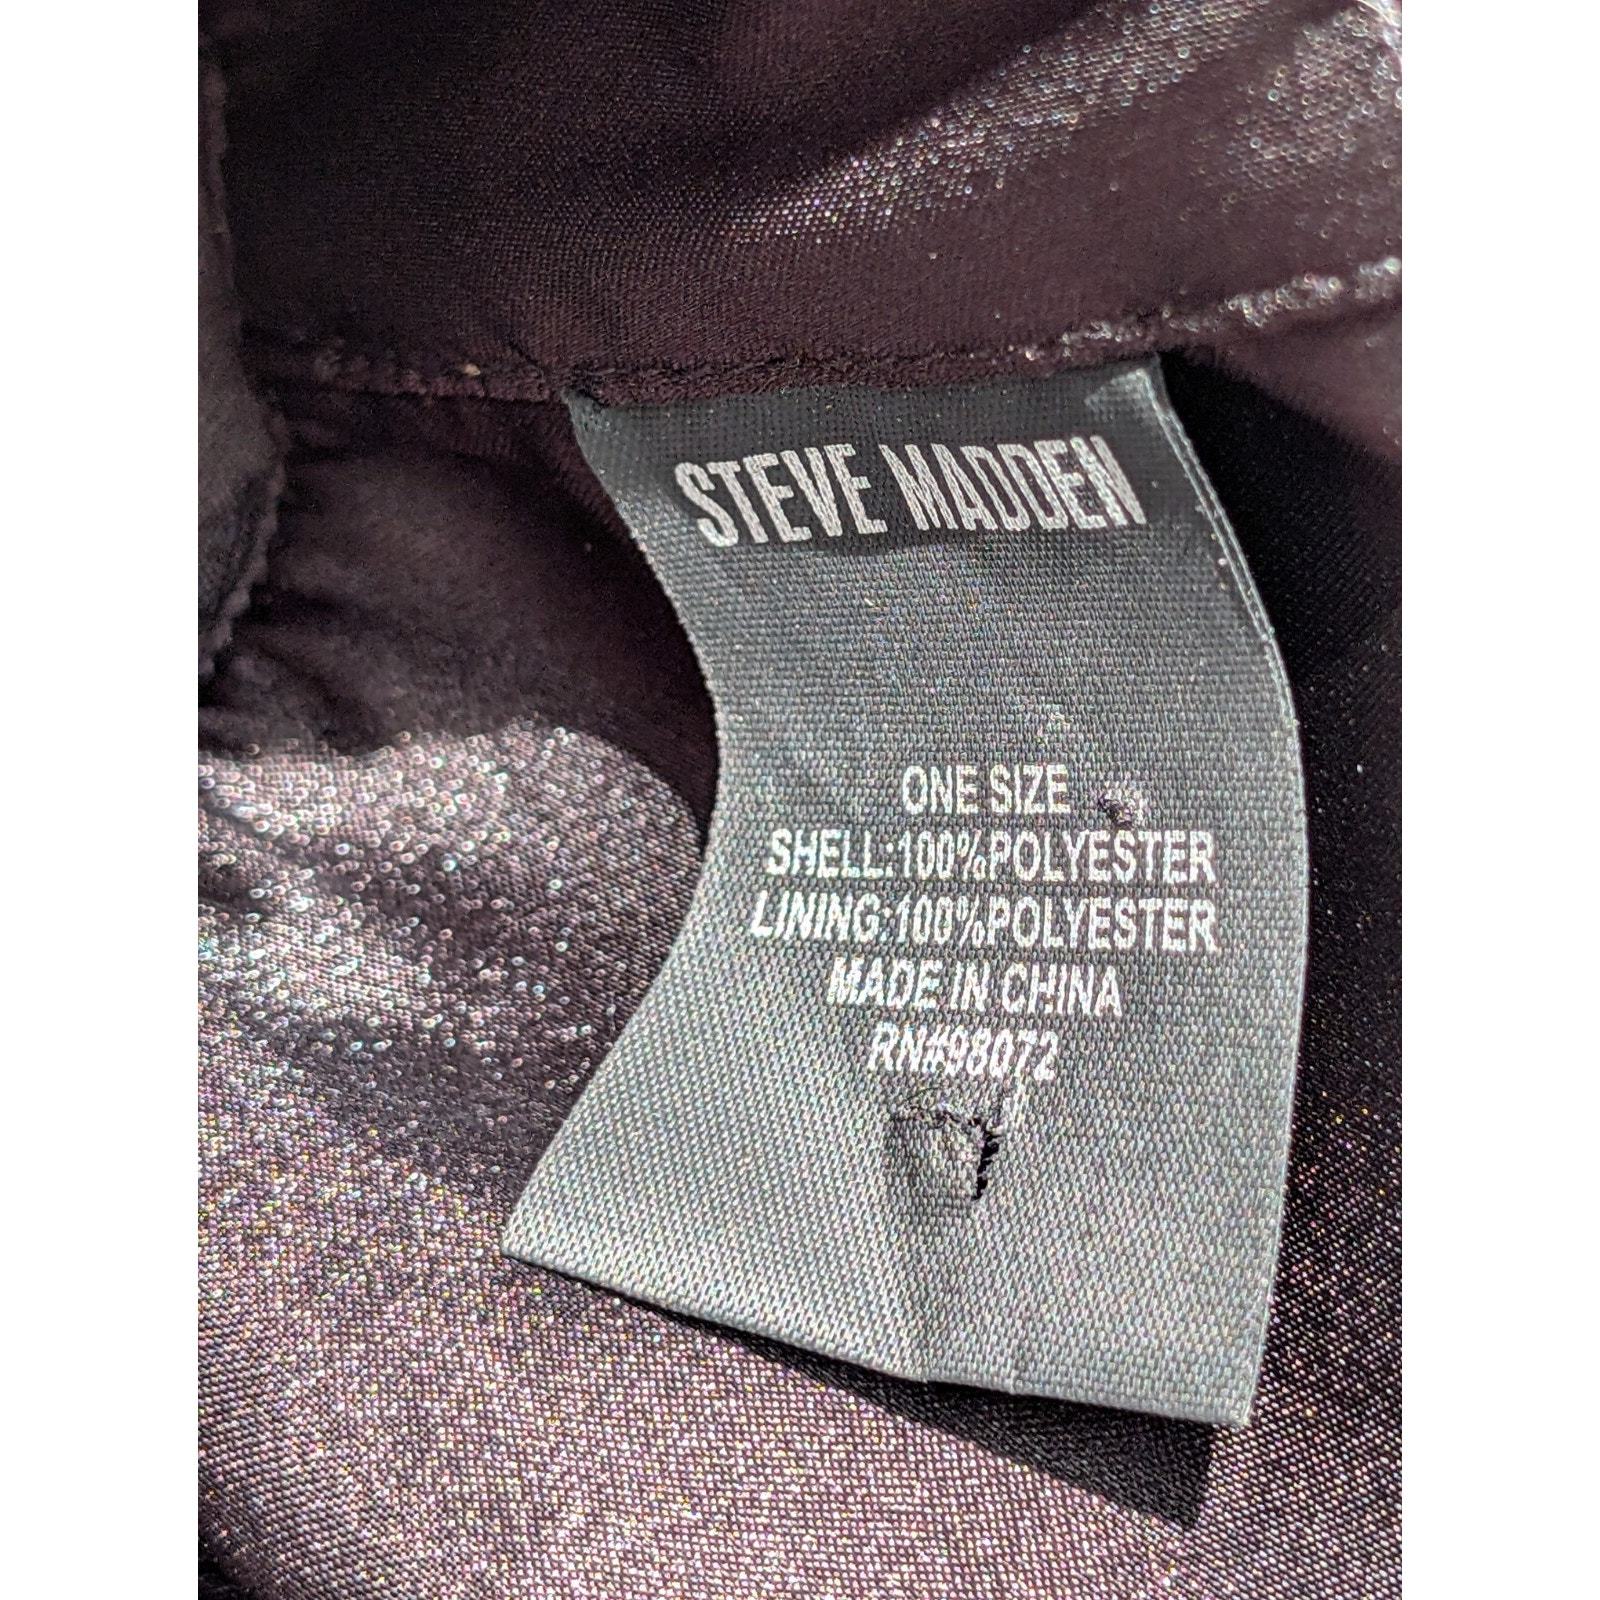 STEVE MADDEN
ONE SIZE
SHELL:100%POLYESTER
LINING:100%POLYESTER
MADE IN CHINA
RN#98072